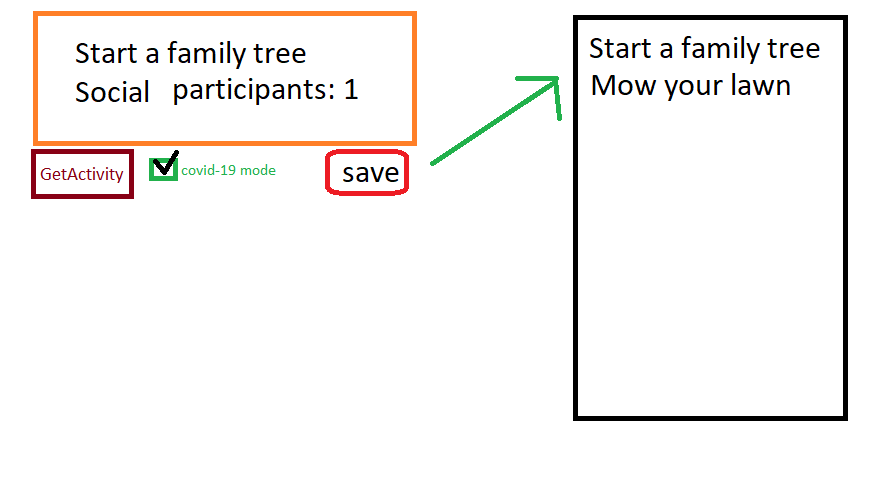 Start a family tree
Social participants: 1
GetActivity
covid-19 mode
save
Start a family tree
Mow your lawn